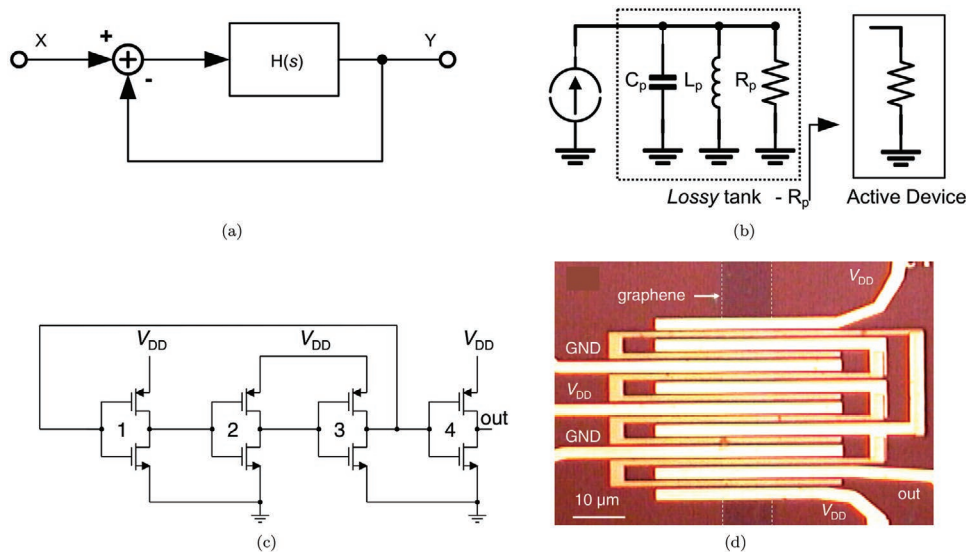 X
+
-
H(s)
Y
(a)
Cp
Lp
Rp
Lossy tank
- Rp
Active Device
(b)
VDD
VDD
VDD
1
2
3
4
out
(c)
graphene
VDD
GND
VDD
GND
10 µm
out
VDD
(d)